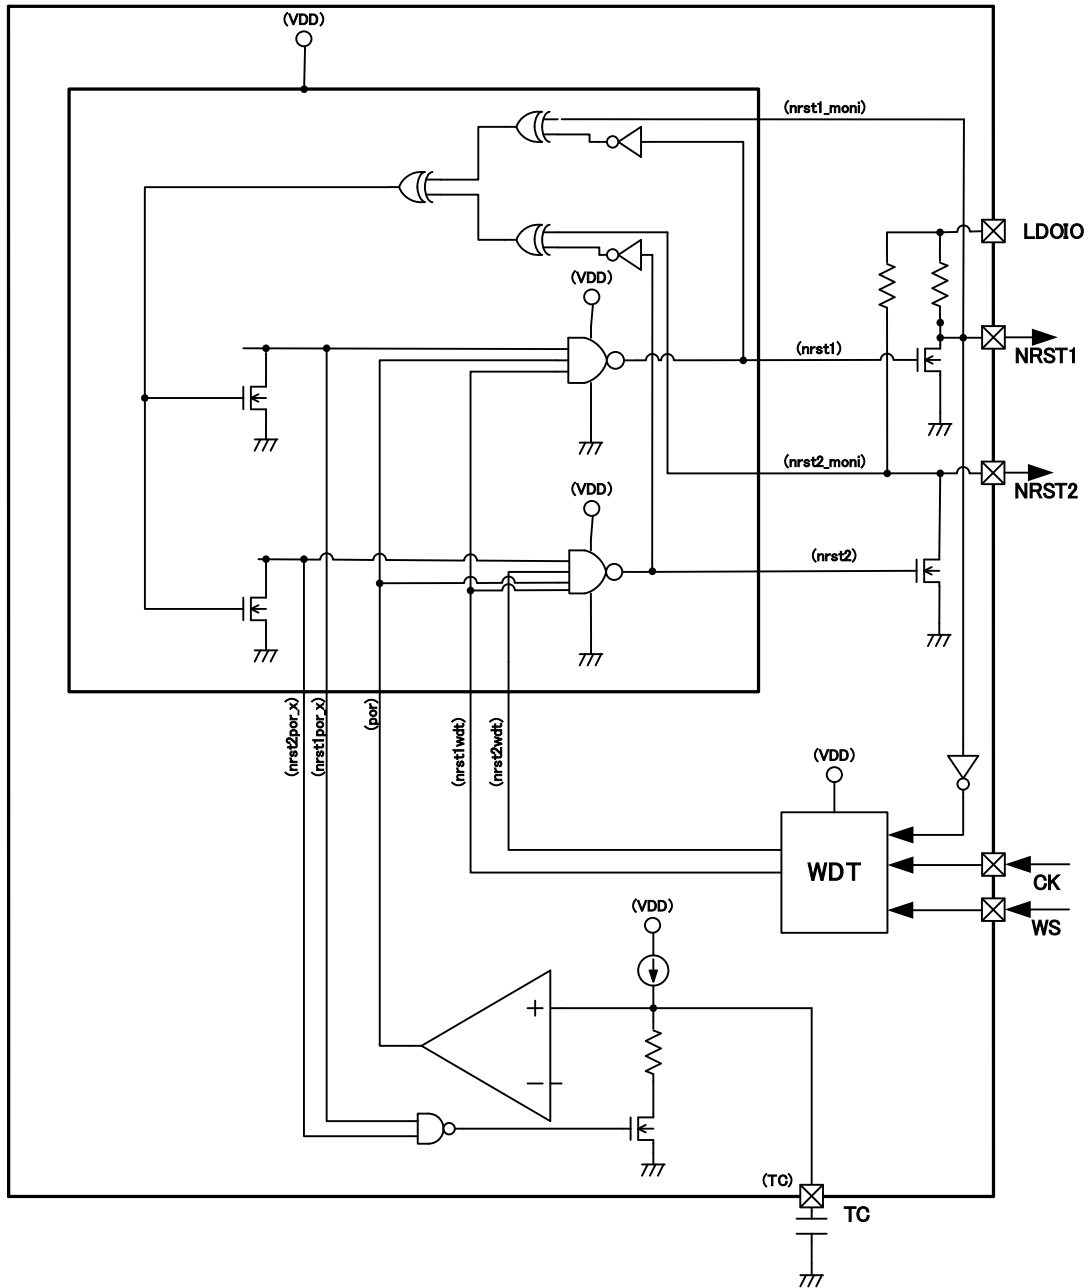 (VDD)
(nrst1_moni)
LDOIO
(VDD)
(nrst1)
NRST1
(nrst2_moni)
(VDD)
NRST2
(nrst2)
(nrst2por_x)
(nrst1por_x)
(por)
(nrst1wdt)
(nrst2wdt)
(VDD)
WDT
CK
(VDD)
WS
+
−
(TC)
TC